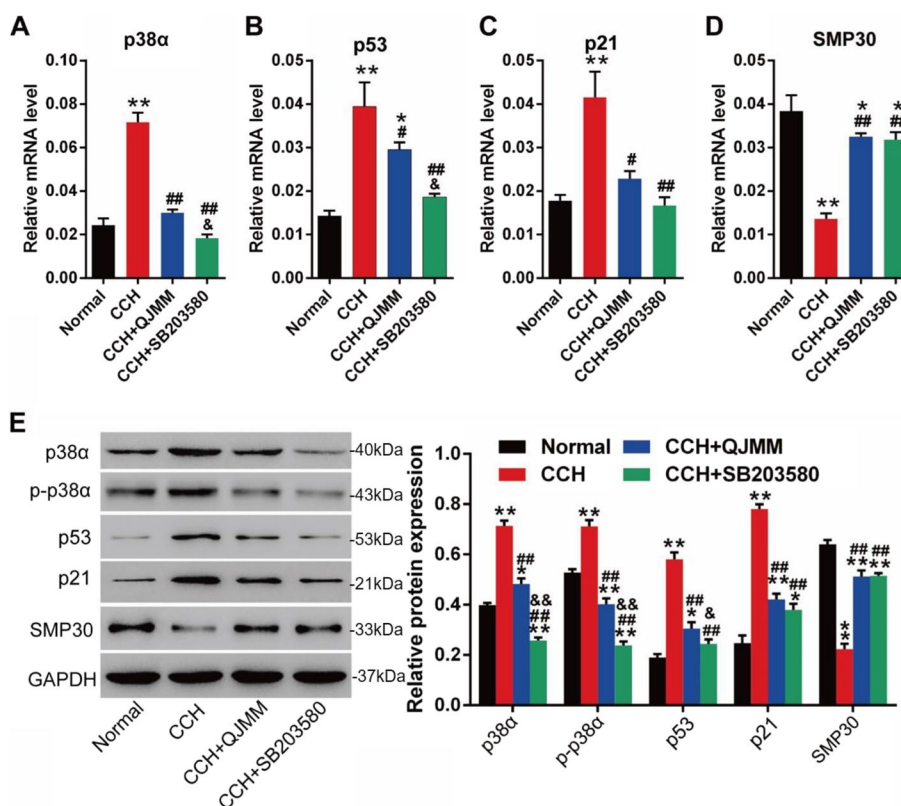 A
p38α
Relative mRNA level
0.10
0.08
0.06
0.04
0.02
0.00
**
##
##
&
Normal
CCH
CCH+QJMM
CCH+SB203580
B
p53
Relative mRNA level
0.05
0.04
0.03
0.02
0.01
0.00
**
*
#
##
&
Normal
CCH
CCH+QJMM
CCH+SB203580
C
p21
Relative mRNA level
0.05
0.04
0.03
0.02
0.01
0.00
**
#
##
Normal
CCH
CCH+QJMM
CCH+SB203580
D
SMP30
Relative mRNA level
0.05
0.04
0.03
0.02
0.01
0.00
**
*
##
*
##
Normal
CCH
CCH+QJMM
CCH+SB203580
E
p38α -40kDa
p-p38α -43kDa
p53 -53kDa
p21 -21kDa
SMP30 -33kDa
GAPDH -37kDa
Normal
CCH
CCH+QJMM
CCH+SB203580
Relative protein expression
1.0
0.8
0.6
0.4
0.2
0.0
Normal
CCH
CCH+QJMM
CCH+SB203580
**
##
*
&&
##
**
**
##
**
&&
##
**
**
##
*
&
##
**
##
**
##
*
**
##
**
##
**
p38α
p-p38α
p53
p21
SMP30